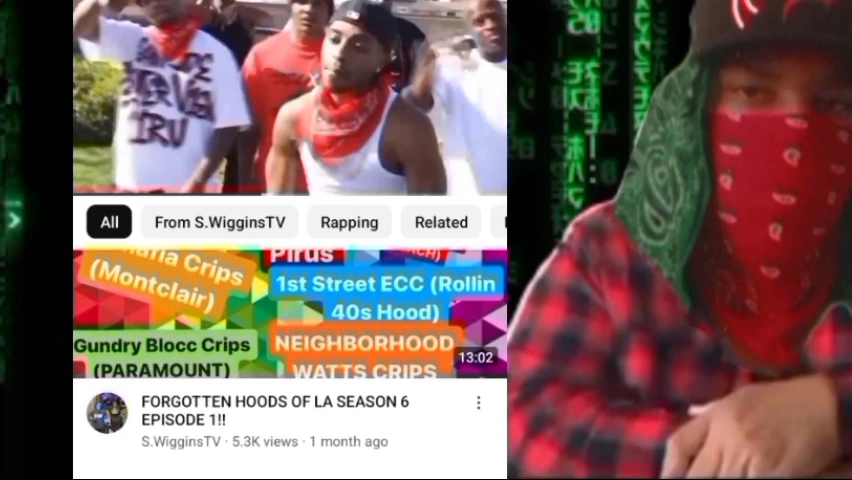 All
From S.WigginsTV
Rapping
Related
Crips
(Montclair)
Pirus
1st Street ECC (Rollin
40s Hood)
Gundry Blocc Crips
(PARAMOUNT)
NEIGHBORHOOD
WATTS CRIPS
13:02
FORGOTTEN HOODS OF LA SEASON 6
EPISODE 1!!
S.WigginsTV · 5.3K views · 1 month ago